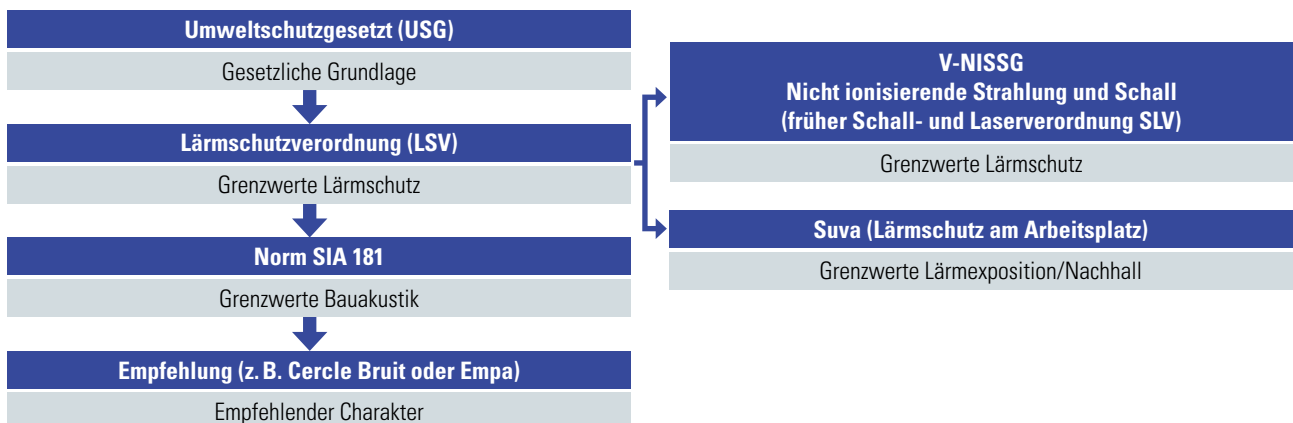 Umweltschutzgesetzt (USG)
Gesetzliche Grundlage
Lärmschutzverordnung (LSV)
Grenzwerte Lärmschutz
Norm SIA 181
Grenzwerte Bauakustik
Empfehlung (z. B. Cercle Bruit oder Empa)
Empfehlender Charakter
V-NISSG
Nicht ionisierende Strahlung und Schall
(früher Schall- und Laserverordnung SLV)
Grenzwerte Lärmschutz
Suva (Lärmschutz am Arbeitsplatz)
Grenzwerte Lärmexposition/Nachhall